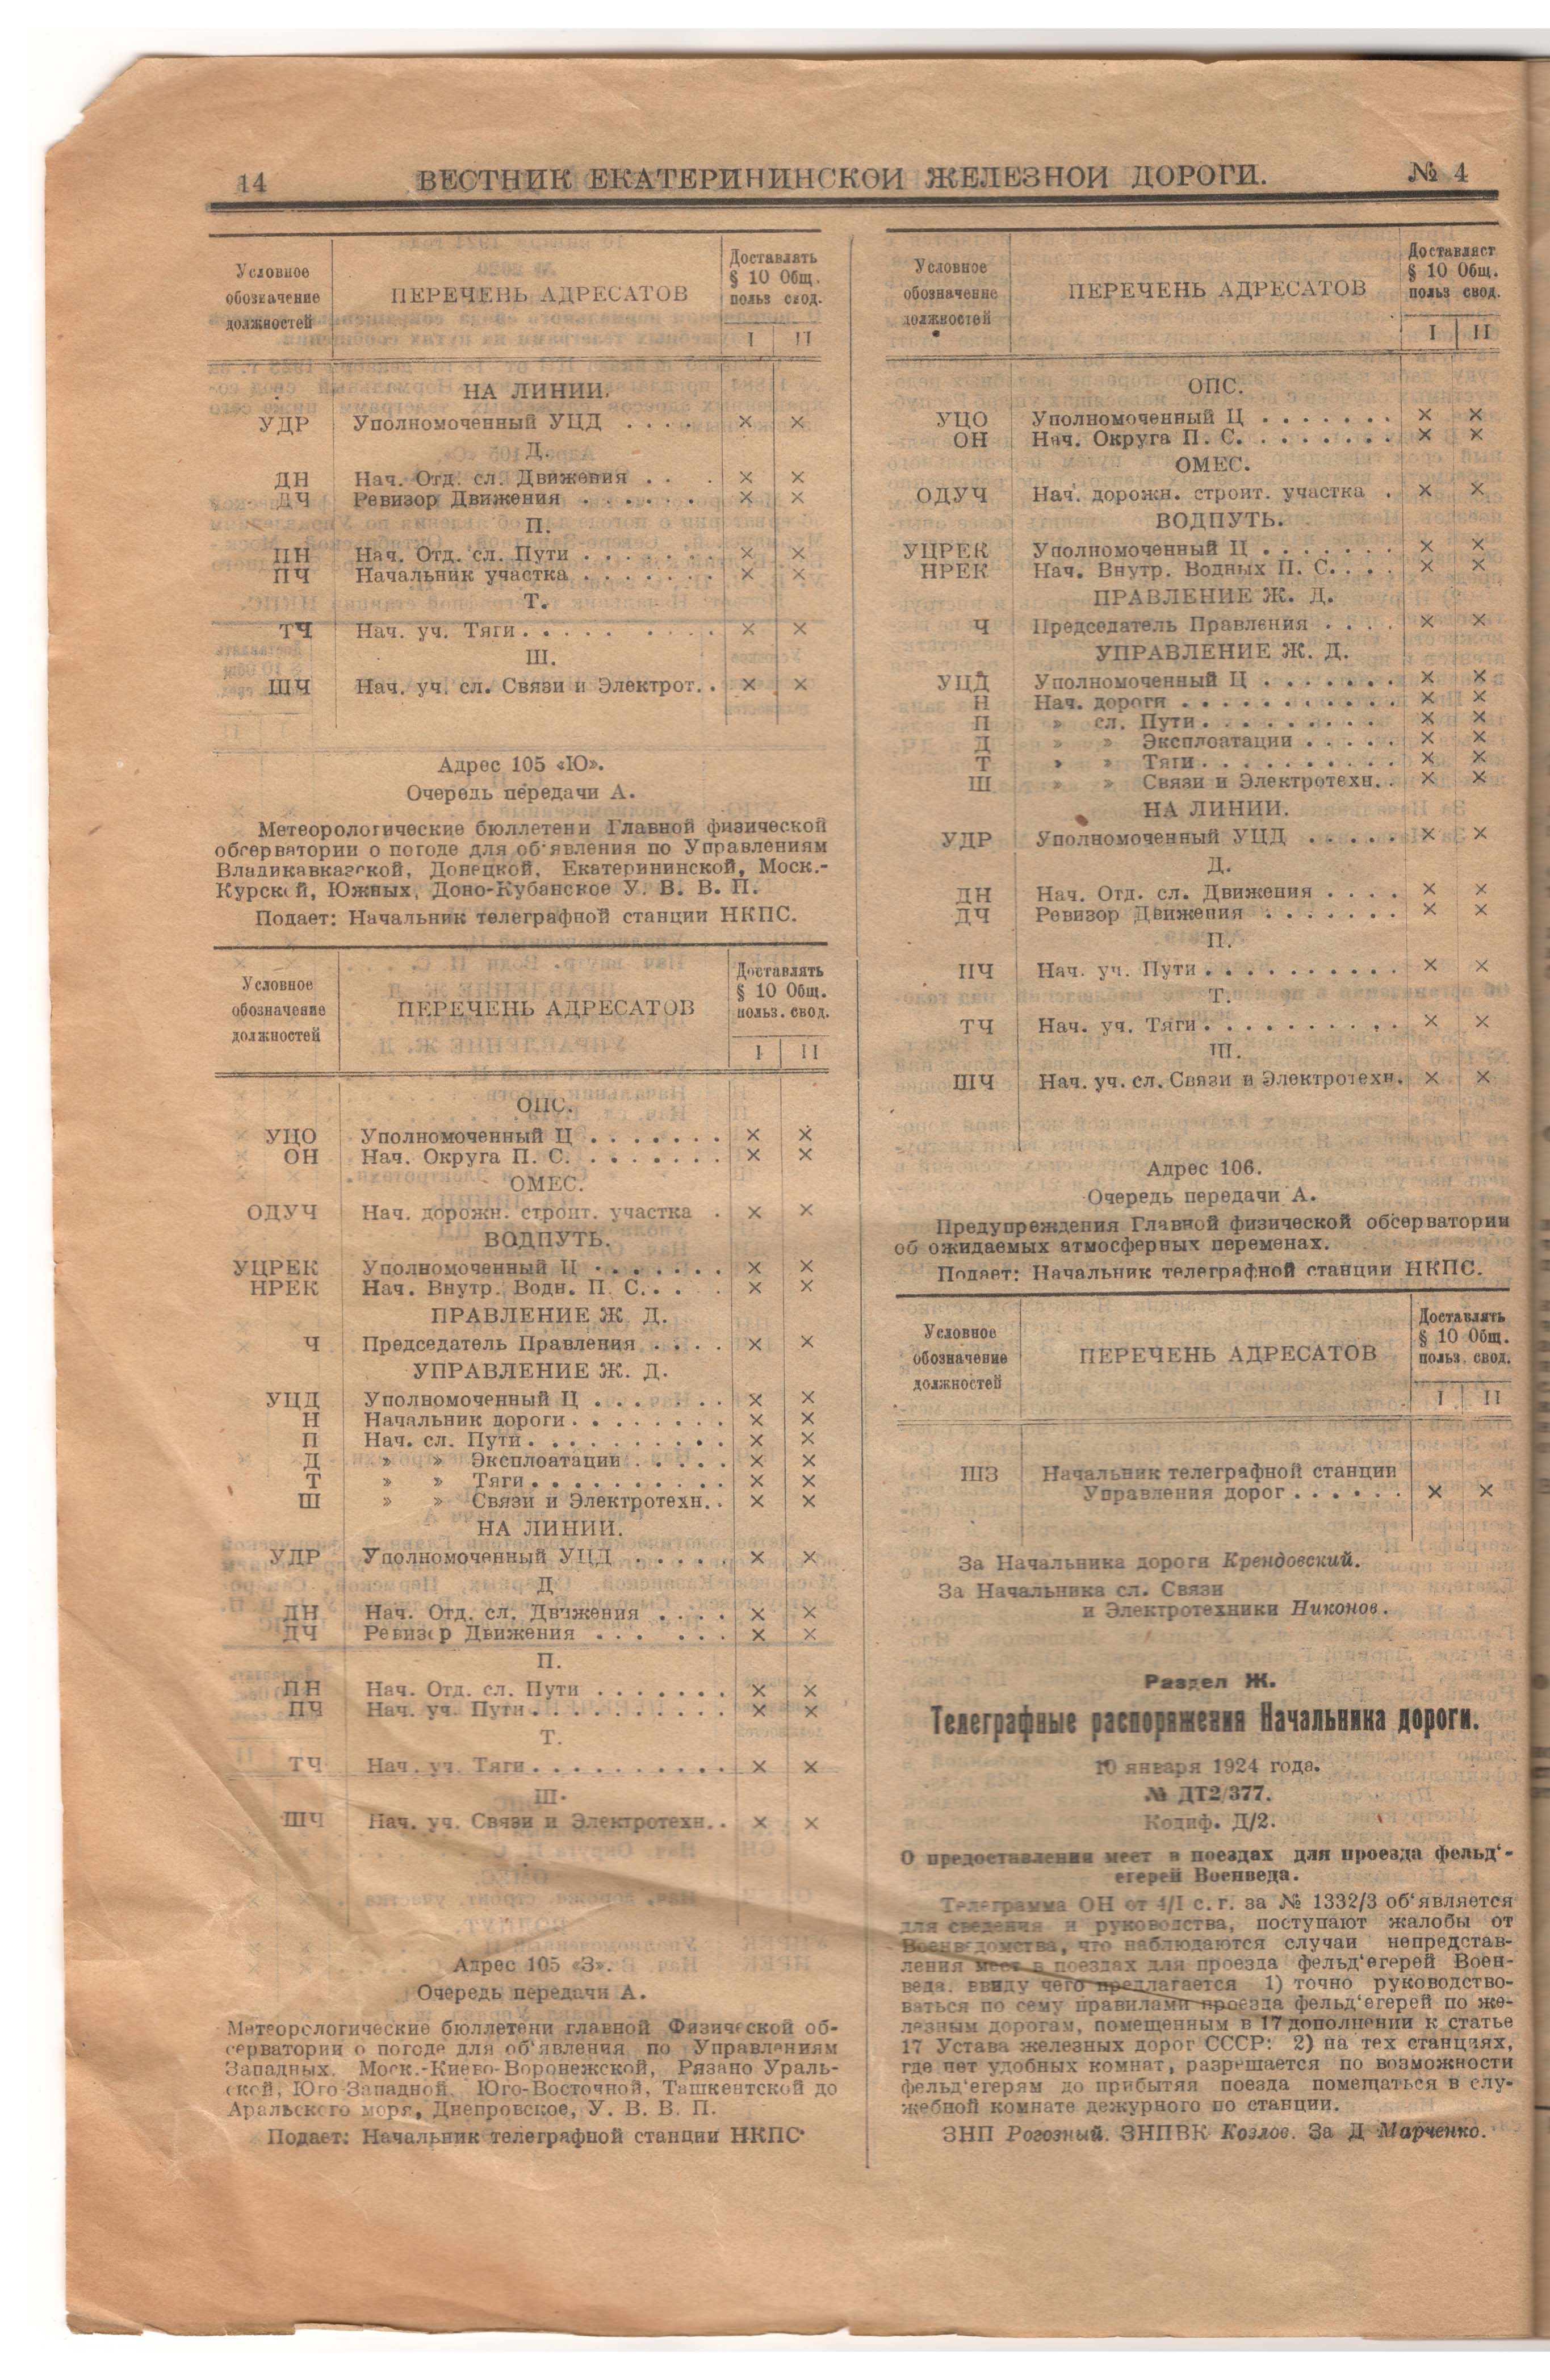 14 ВЕСТНИК ЕКАТЕРИНИНСКОЙ ЖЕЛЕЗНОЙ ДОРОГИ. № 4
Условное обозначение должностей
ПЕРЕЧЕНЬ АДРЕСАТОВ
Доставлять § 10 Общ. польз свод.
I II
НА ЛИНИИ.
УДР Уполномоченный УЦД . . . . × ×
Д.
ДН Нач. Отд. сл. Движения . . . × ×
ДЧ Ревизор Движения . . . . . . × ×
П.
ПН Нач. Отд. сл. Пути . . . . . . . × ×
ПЧ Начальник участка . . . . . . . × ×
Т.
ТЧ Нач. уч. Тяги . . . . . . . . . × ×
Ш.
ШЧ Нач. уч. сл. Связи и Электрот. . × ×
Адрес 105 «Ю».
Очередь передачи А.
Метеорологические бюллетени Главной физической
обсерватории о погоде для об'явления по Управлениям
Владикавказской, Донецкой, Екатерининской, Моск.-
Курской, Южных, Доно-Кубанское У. В. В. П.
Подает: Начальник телеграфной станции НКПС.
Условное обозначение должностей
ПЕРЕЧЕНЬ АДРЕСАТОВ
Доставлять § 10 Общ. польз. свод.
I II
ОПС.
УЦО Уполномоченный Ц . . . . . . . × ×
ОН Нач. Округа П. С. . . . . . . . × ×
ОМЕС.
ОДУЧ Нач. дорожн. строит. участка . × ×
ВОДПУТЬ.
УЦРЕК Уполномоченный Ц . . . . . . . × ×
НРЕК Нач. Внутр. Водн. П. С. . . . × ×
ПРАВЛЕНИЕ Ж. Д.
Ч Председатель Правления . . . . × ×
УПРАВЛЕНИЕ Ж. Д.
УЦД Уполномоченный Ц . . . . . . . × ×
Н Начальник дороги . . . . . . . . × ×
П Нач. сл. Пути . . . . . . . . . . × ×
Д » » Эксплоатации . . . . . × ×
Т » » Тяги . . . . . . . . . . × ×
Ш » » Связи и Электротехн. . × ×
НА ЛИНИИ.
УДР Уполномоченный УЦД . . . . . × ×
Д
ДН Нач. Отд. сл. Движения . . . . × ×
ДЧ Ревизор Движения . . . . . . × ×
П.
ПН Нач. Отд. сл. Пути . . . . . . . × ×
ПЧ Нач. уч. Пути . . . . . . . . . . × ×
Т.
ТЧ Нач. уч. Тяги . . . . . . . . . . × ×
Ш.
ШЧ Нач. уч. Связи и Электротехн. . × ×
Адрес 105 «З».
Очередь передачи А.
Метеорологические бюллетени главной Физической об-
серватории о погоде для об'явления по Управлениям
Западных. Моск.-Киево-Воронежской, Рязано Ураль-
ской, Юго-Западной. Юго-Восточной, Ташкентской до
Аральского моря, Днепровское, У. В. В. П.
Подает: Начальник телеграфной станции НКПС
Условное обозначение должностей
ПЕРЕЧЕНЬ АДРЕСАТОВ
Доставляст § 10 Общ. польз свод.
I II
ОПС.
УЦО Уполномоченный Ц . . . . . . . × ×
ОН Нач. Округа П. С. . . . . . . . × ×
ОМЕС.
ОДУЧ Нач. дорожн. строит. участка . × ×
ВОДПУТЬ.
УЦРЕК Уполномоченный Ц . . . . . . . × ×
НРЕК Нач. Внутр. Водных П. С. . . . × ×
ПРАВЛЕНИЕ Ж. Д.
Ч Председатель Правления . . . . × ×
УПРАВЛЕНИЕ Ж. Д.
УЦД Уполномоченный Ц . . . . . . . × ×
Н Нач. дороги . . . . . . . . . . . × ×
П » сл. Пути . . . . . . . . . × ×
Д » » Эксплоатации . . . . . × ×
Т » » Тяги . . . . . . . . . . × ×
Ш » » Связи и Электротехн. . × ×
НА ЛИНИИ.
УДР Уполномоченный УЦД . . . . . × ×
Д.
ДН Нач. Отд. сл. Движения . . . . × ×
ДЧ Ревизор Движения . . . . . . . × ×
П.
ПЧ Нач. уч. Пути . . . . . . . . . . × ×
Т.
ТЧ Нач. уч. Тяги . . . . . . . . . . × ×
Ш.
ШЧ Нач. уч. сл. Связи и Электротехн. × ×
Адрес 106.
Очередь передачи А.
Предупреждения Главной физической обсерватории
об ожидаемых атмосферных переменах.
Подает: Начальник телеграфной станции НКПС.
Условное обозначение должностей
ПЕРЕЧЕНЬ АДРЕСАТОВ
Доставлять § 10 Общ. польз. свод.
I II
ШЗ Начальник телеграфной станции
Управления дорог . . . . . . × ×
За Начальника дороги Крендовский.
За Начальника сл. Связи
и Электротехники Никонов.
Раздел Ж.
Телеграфные распоряжения Начальника дороги.
10 января 1924 года.
№ ДТ2/377.
Кодиф. Д/2.
О предоставлении меет в поездах для проезда фельд'-
егерей Военведа.
Телеграмма ОН от 4/I с. г. за № 1332/3 об'является
для сведения и руководства, поступают жалобы от
Военведомства, что наблюдаются случаи непредстав-
ления меет в поездах для проезда фельд'егерей Воен-
веда. ввиду чего предлагается 1) точно руководство-
ваться по сему правилами проезда фельд'егерей по же-
лезным дорогам, помещенным в 17 дополнении к статье
17 Устава железных дорог СССР: 2) на тех станциях,
где нет удобных комнат, разрешается по возможности
фельд'егерям до прибытяя поезда помещаться в слу-
жебной комнате дежурного по станции.
ЗНП Рогозный. ЗНПВК Козлов. За Д Марченко.